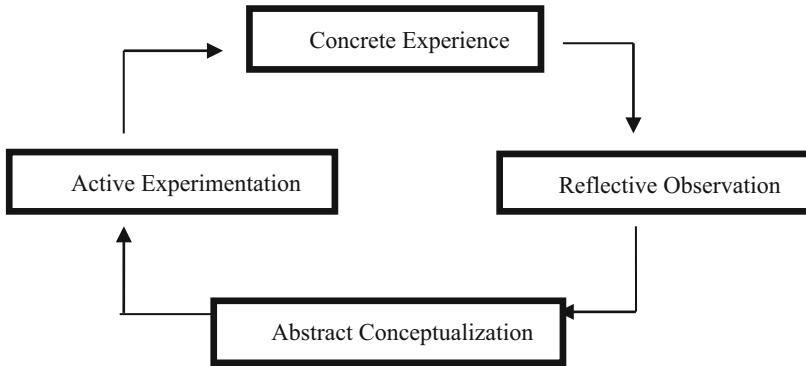 Concrete Experience
Active Experimentation
Reflective Observation
Abstract Conceptualization